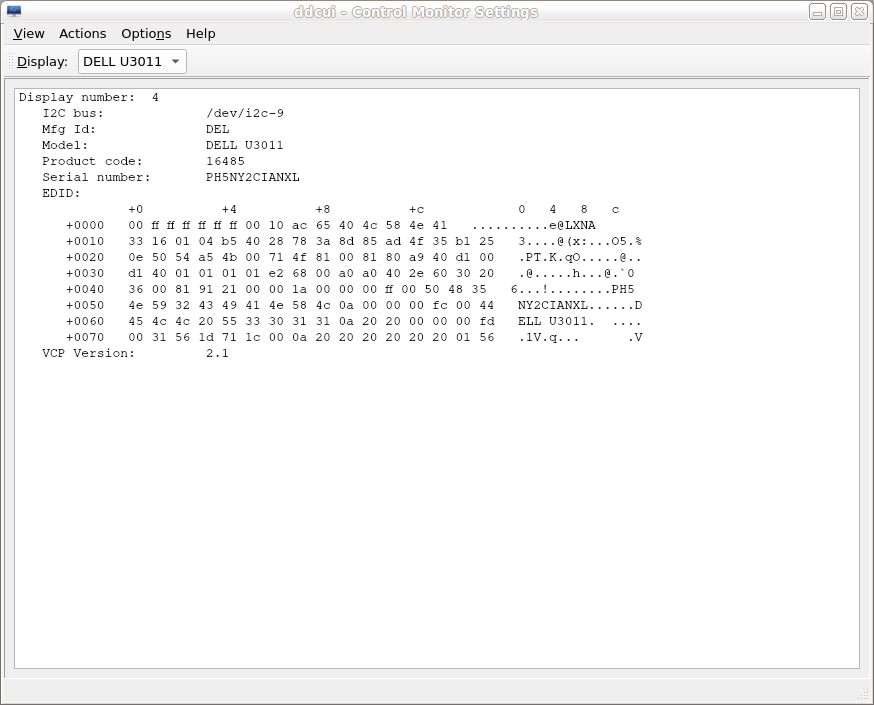 ddcui - Control Monitor Settings
View Actions Options Help
Display: DELL U3011
Display number: 4
I2C bus: /dev/i2c-9
Mfg Id: DEL
Model: DELL U3011
Product code: 16485
Serial number: PH5NY2CIANXL
EDID:
+0 +4 +8 +c 0 4 8 c
+0000 00 ff ff ff ff ff ff 00 10 ac 65 40 4c 58 4e 41 ..........e@LXNA
+0010 33 16 01 04 b5 40 28 78 3a 8d 85 ad 4f 35 b1 25 3....@(x:...O5.%
+0020 0e 50 54 a5 4b 00 71 4f 81 00 81 80 a9 40 d1 00 .PT.K.qO.....@..
+0030 d1 40 01 01 01 01 e2 68 00 a0 a0 40 2e 60 30 20 .@.....h...@.`0
+0040 36 00 81 91 21 00 00 1a 00 00 00 ff 00 50 48 35 6...!........PH5
+0050 4e 59 32 43 49 41 4e 58 4c 0a 00 00 00 fc 00 44 NY2CIANXL......D
+0060 45 4c 4c 20 55 33 30 31 31 0a 20 20 00 00 00 fd ELL U3011.  ....
+0070 00 31 56 1d 71 1c 00 0a 20 20 20 20 20 20 01 56 .1V.q...      .V
VCP Version: 2.1